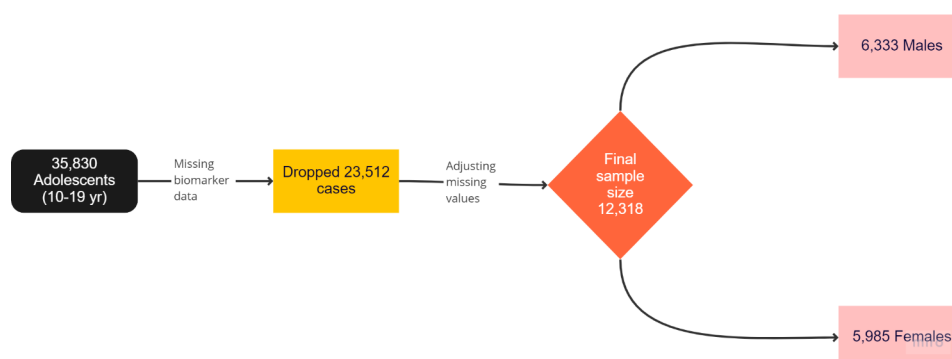 6,333 Males
35,830
Adolescents
(10-19 yr)
Missing
biomarker
data
Dropped 23,512
cases
Adjusting
missing
values
Final
sample
size
12,318
5,985 Females
miro